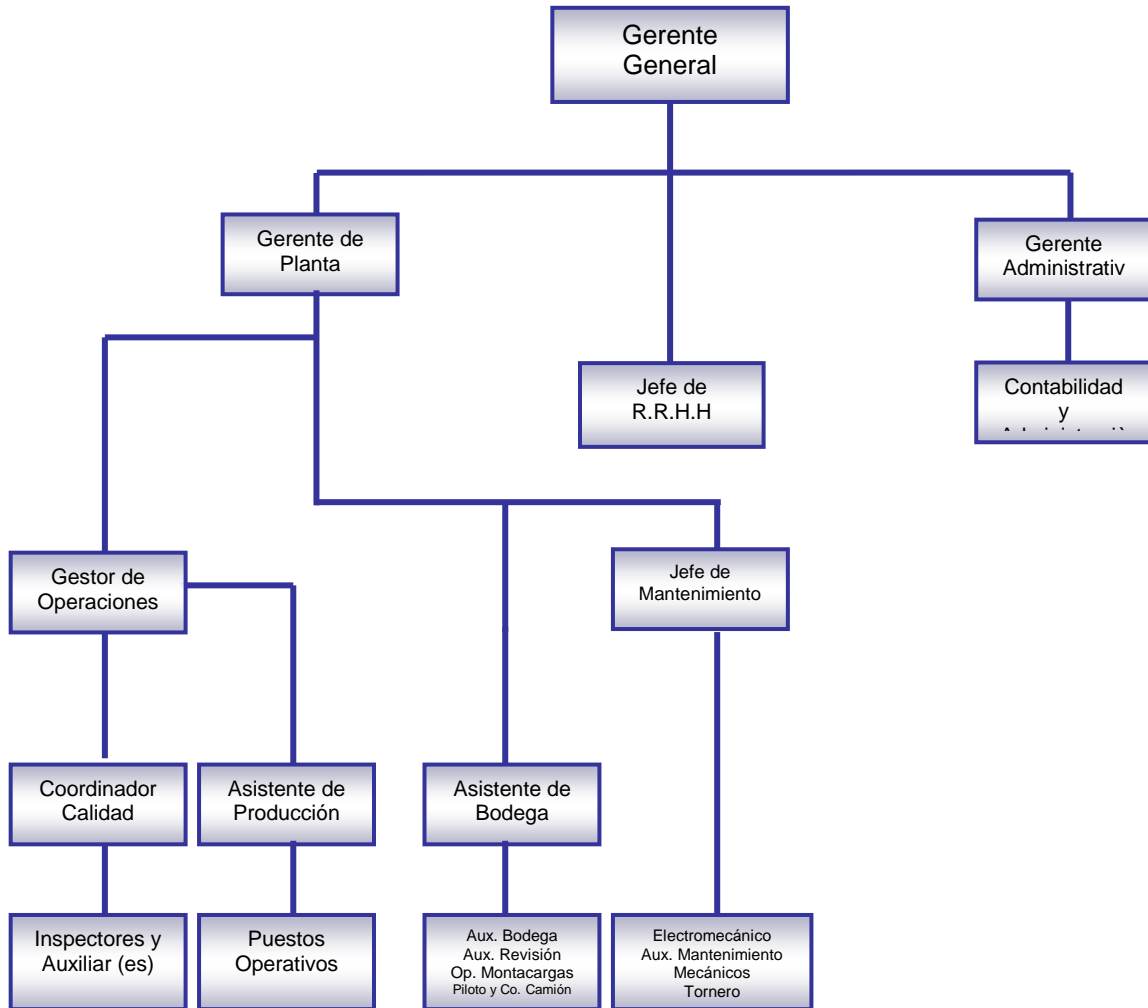 Gerente
General
Gerente de
Planta
Gerente
Administrativ
Jefe de
R.R.H.H
Contabilidad
y
Gestor de
Operaciones
Jefe de
Mantenimiento
Coordinador
Calidad
Asistente de
Producción
Asistente de
Bodega
Inspectores y
Auxiliar (es)
Puestos
Operativos
Aux. Bodega
Aux. Revisión
Op. Montacargas
Piloto y Co. Camión
Electromecánico
Aux. Mantenimiento
Mecánicos
Tornero